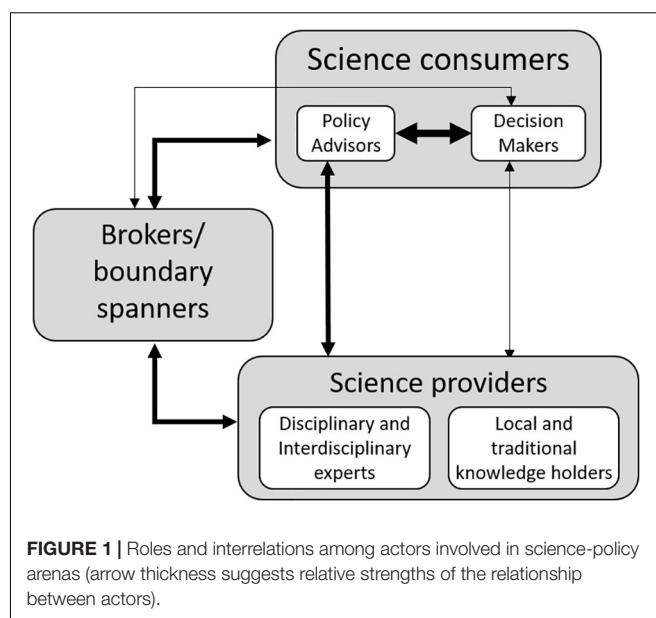 Science consumers
Policy
Advisors
Decision
Makers
Brokers/
boundary
spanners
Science providers
Disciplinary and
Interdisciplinary
experts
Local and
traditional
knowledge holders
FIGURE 1 | Roles and interrelations among actors involved in science-policy
arenas (arrow thickness suggests relative strengths of the relationship
between actors).